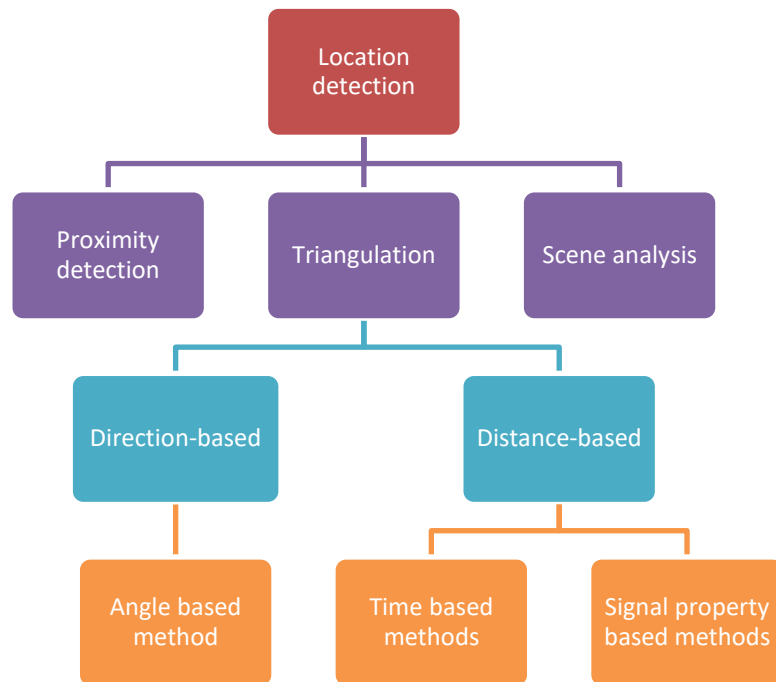 Location
detection
Proximity
detection
Triangulation
Scene analysis
Direction-based
Distance-based
Angle based
method
Time based
methods
Signal property
based methods